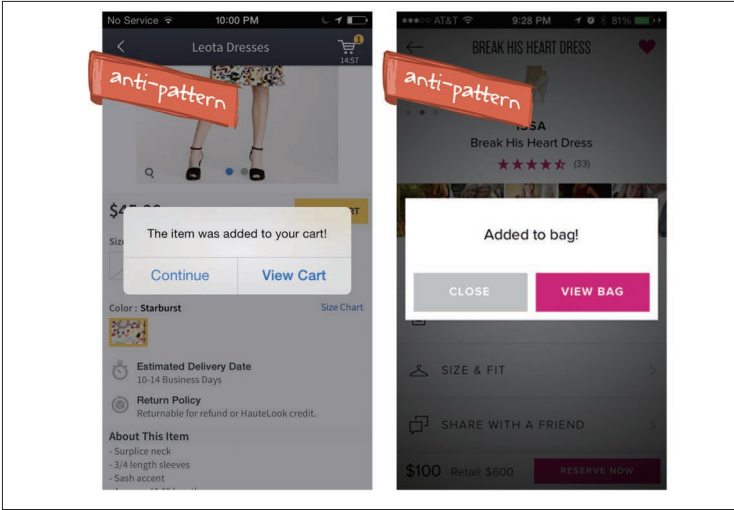 No Service 10:00 PM
Leota Dresses
1
14:57
anti-pattern
The item was added to your cart!
Continue View Cart
Color : Starburst Size Chart
Estimated Delivery Date
10-14 Business Days
Return Policy
Returnable for refund or HauteLook credit.
About This Item
- Surplice neck
- 3/4 length sleeves
- Sash accent
AT&T 9:28 PM 81%
BREAK HIS HEART DRESS
anti-pattern
Break His Heart Dress
(33)
Added to bag!
CLOSE VIEW BAG
SIZE & FIT
SHARE WITH A FRIEND
$100 Retail: $600 RESERVE NOW